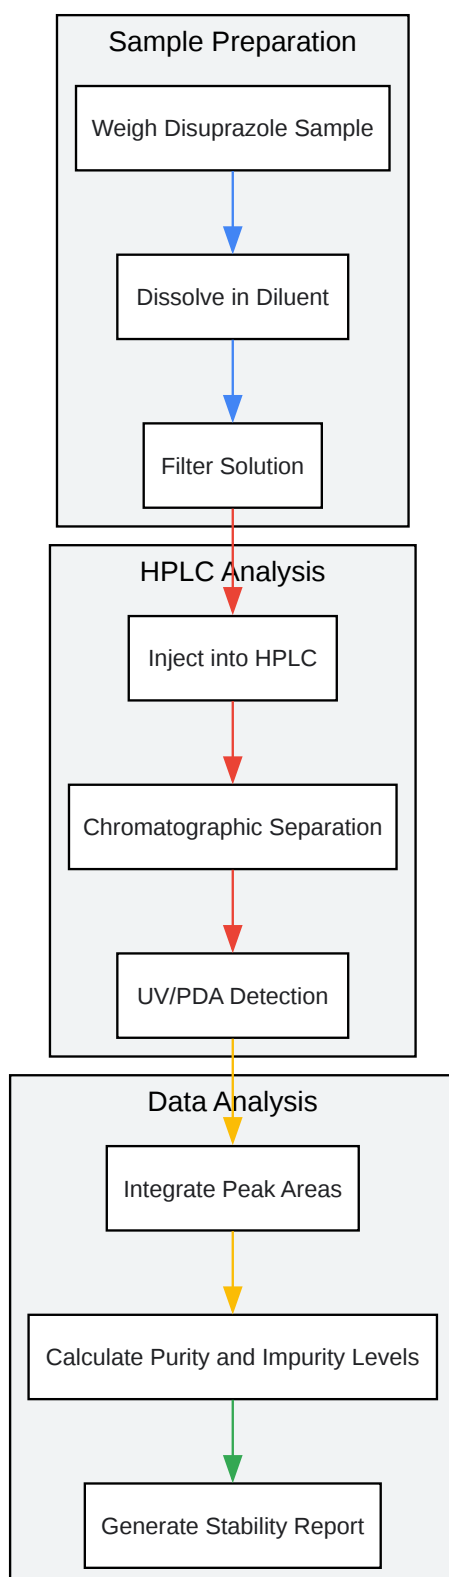 Sample Preparation
Weigh Disuprazole Sample
Dissolve in Diluent
Filter Solution
HPLC Analysis
Inject into HPLC
Chromatographic Separation
UV/PDA Detection
Data Analysis
Integrate Peak Areas
Calculate Purity and Impurity Levels
Generate Stability Report